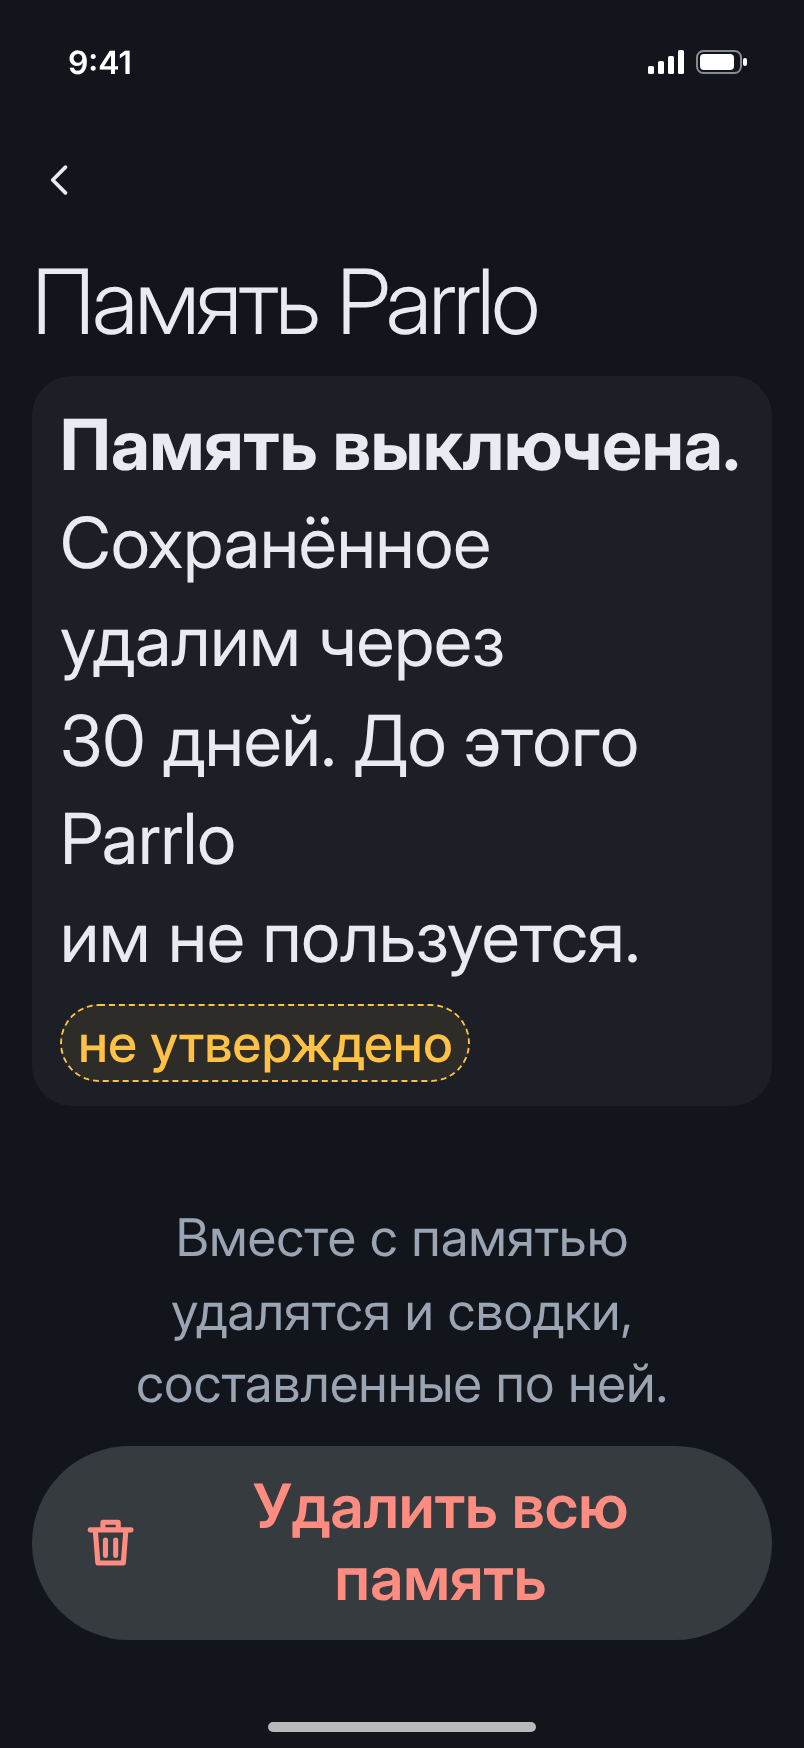 9:41
Память Parrlo
Память выключена.
Сохранённое
удалим через
30 дней. До этого
Parrlo
им не пользуется.
не утверждено
Вместе с памятью
удалятся и сводки,
составленные по ней.
Удалить всю
память